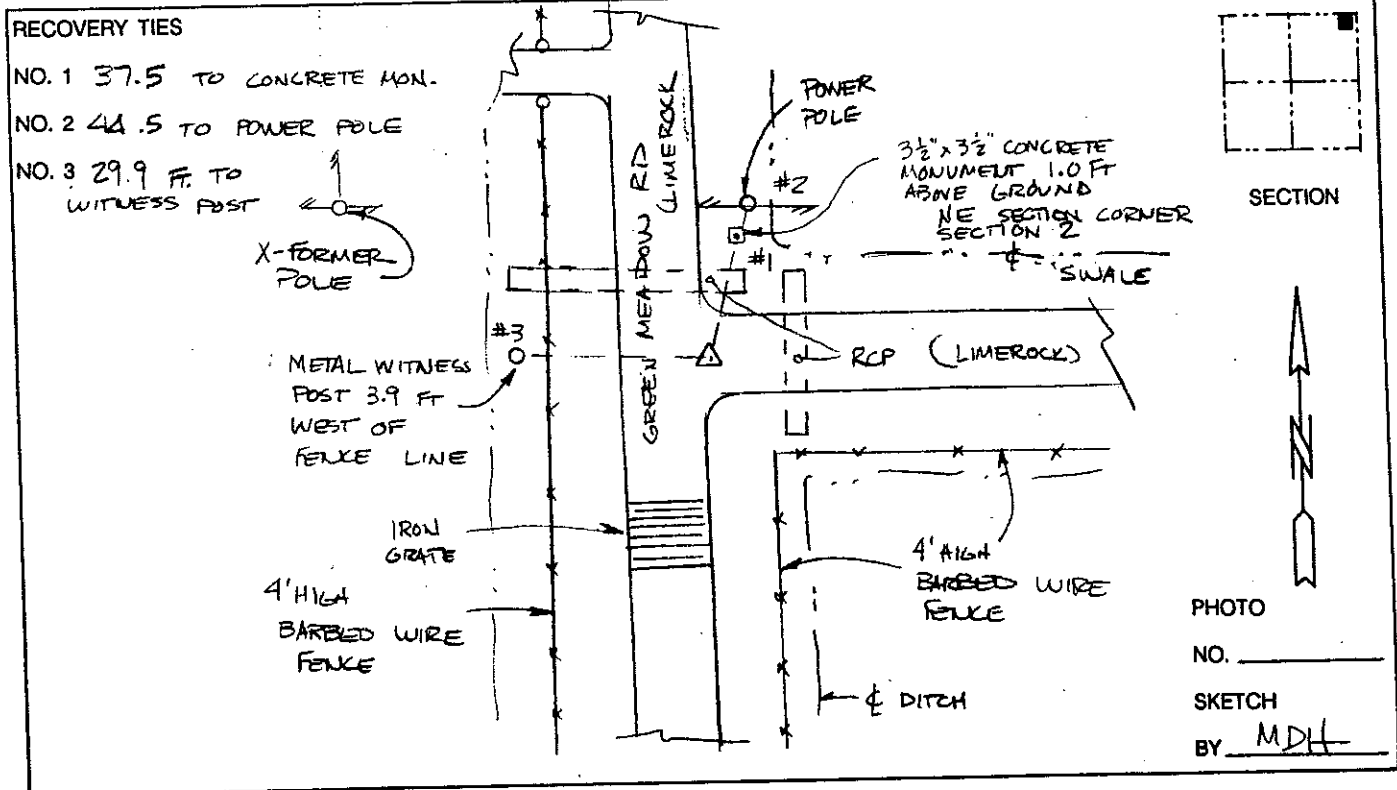 RECOVERY TIES
NO. 1 37.5 TO CONCRETE MON.
NO. 2 44.5 TO POWER POLE
NO. 3 29.9 FT. TO
WITNESS POST
X-FORMER
POLE
GREEN MEADOW RD
(LIMEROCK
POWER
POLE
#2
3½" x 3½" CONCRETE
MONUMENT 1.0 FT
ABOVE GROUND
NE SECTION CORNER
SECTION 2
#1
℄ SWALE
SECTION
#3
METAL WITNESS
POST 3.9 FT
WEST OF
FENCE LINE
RCP (LIMEROCK)
N
IRON
GRATE
4' HIGH
BARBED WIRE
FENCE
4' HIGH
BARBED WIRE
FENCE
℄ DITCH
PHOTO
NO.
SKETCH
BY MDH